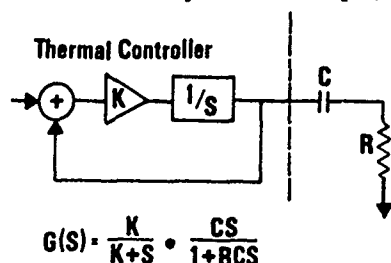 Thermal Controller
+
K
1/S
C
R
G(S) = K/K+S • CS/1+RCS